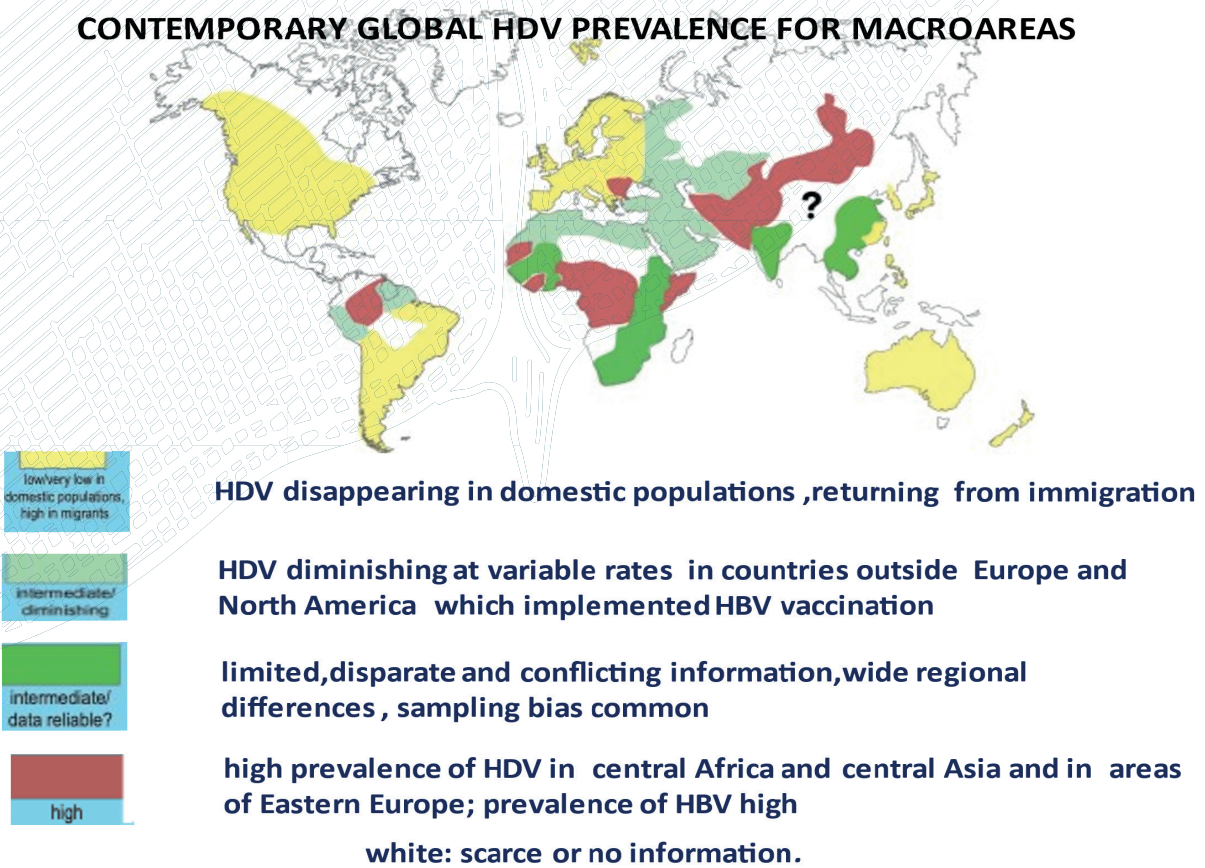 CONTEMPORARY GLOBAL HDV PREVALENCE FOR MACROAREAS
?
low/very low in
domestic populations,
high in migrants
HDV disappearing in domestic populations ,returning from immigration
intermediate/
diminishing
HDV diminishing at variable rates in countries outside Europe and
North America which implemented HBV vaccination
intermediate/
data reliable?
limited,disparate and conflicting information,wide regional
differences , sampling bias common
high
high prevalence of HDV in central Africa and central Asia and in areas
of Eastern Europe; prevalence of HBV high
white: scarce or no information.